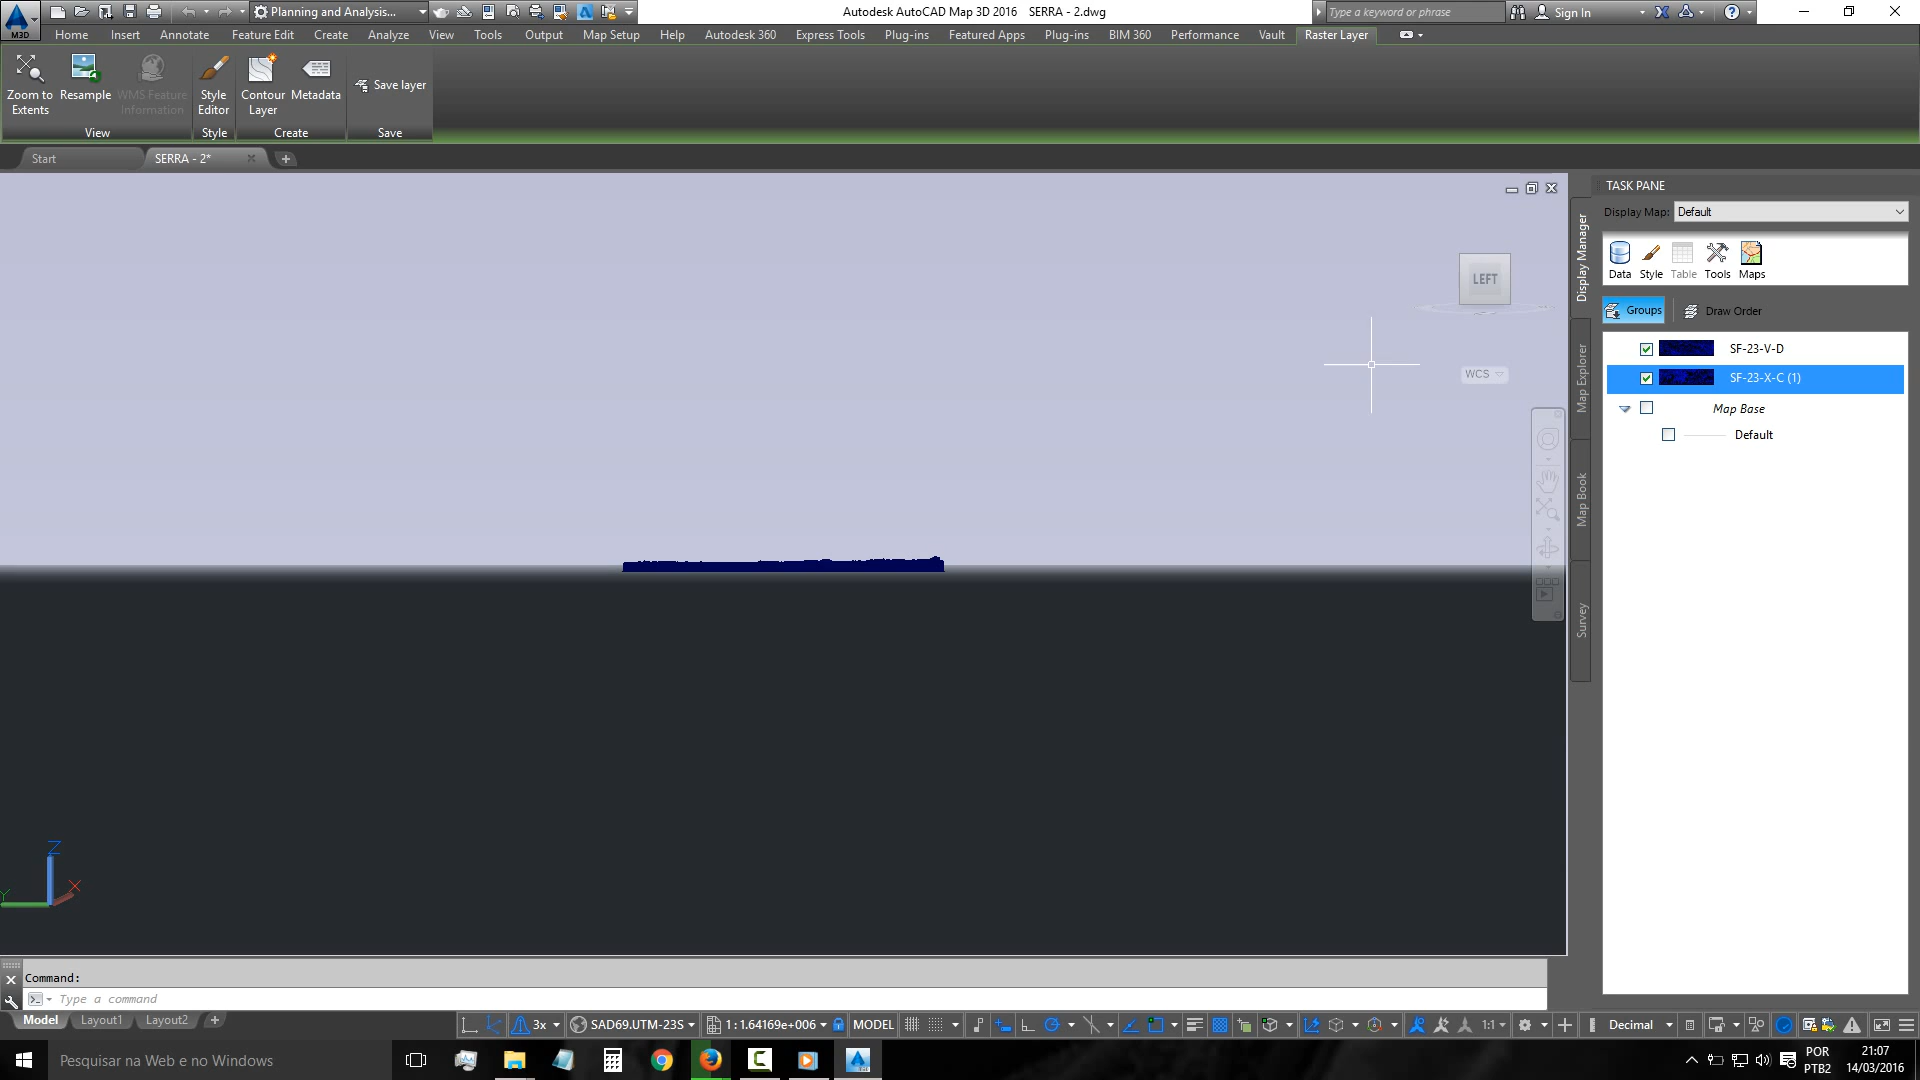 M3D
Planning and Analysis...
Autodesk AutoCAD Map 3D 2016 SERRA - 2.dwg
Type a keyword or phrase
Sign In
Home Insert Annotate Feature Edit Create Analyze View Tools Output Map Setup Help Autodesk 360 Express Tools Plug-ins Featured Apps Plug-ins BIM 360 Performance Vault Raster Layer
Zoom to
Extents
Resample
WMS Feature
Information
Style
Editor
Contour
Layer
Metadata
Save layer
View Style Create Save
Start SERRA - 2*
TASK PANE
Display Map: Default
Data Style Table Tools Maps
Groups Draw Order
SF-23-V-D
SF-23-X-C (1)
Map Base
Default
Display Manager
Map Explorer
Map Book
Survey
LEFT
WCS
Z
X
Y
Command:
Type a command
Model Layout1 Layout2
3x SAD69.UTM-23S 1 : 1.64169e+006 MODEL 1:1 Decimal
Pesquisar na Web e no Windows
POR
PTB2
21:07
14/03/2016